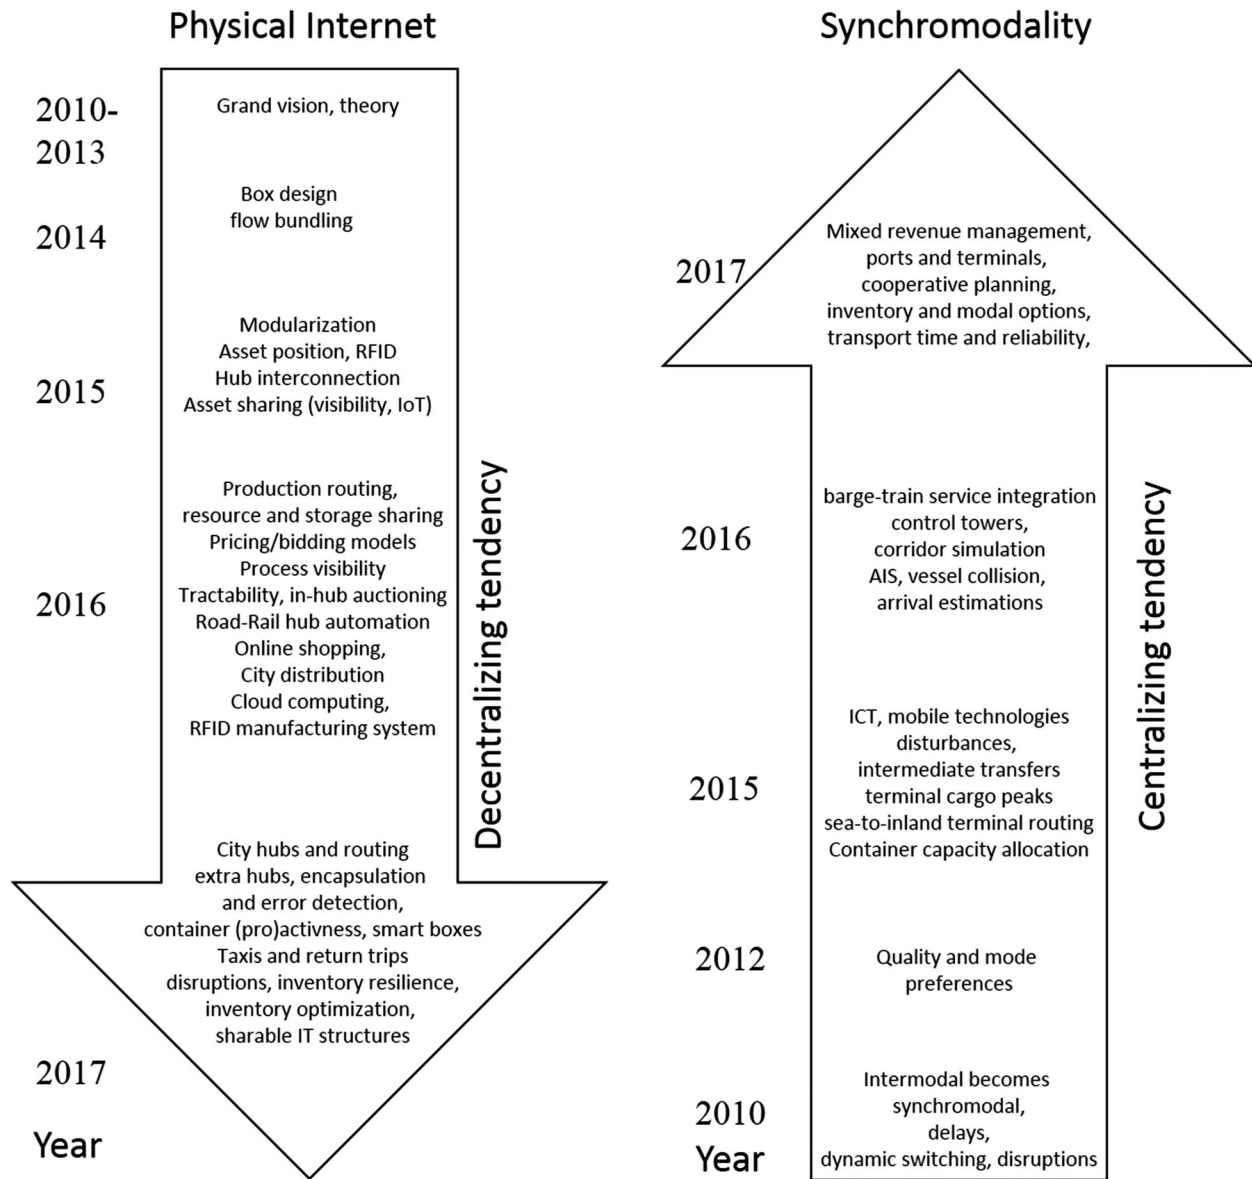 Physical Internet
2010-
2013
Grand vision, theory
Box design
flow bundling
2014
Modularization
Asset position, RFID
Hub interconnection
Asset sharing (visibility, IoT)
2015
Production routing,
resource and storage sharing
Pricing/bidding models
Process visibility
Tractability, in-hub auctioning
Road-Rail hub automation
Online shopping,
City distribution
Cloud computing,
RFID manufacturing system
2016
City hubs and routing
extra hubs, encapsulation
and error detection,
container (pro)activness, smart boxes
Taxis and return trips
disruptions, inventory resilience,
inventory optimization,
sharable IT structures
2017
Year
Decentralizing tendency
Synchromodality
2017
Mixed revenue management,
ports and terminals,
cooperative planning,
inventory and modal options,
transport time and reliability,
2016
barge-train service integration
control towers,
corridor simulation
AIS, vessel collision,
arrival estimations
2015
ICT, mobile technologies
disturbances,
intermediate transfers
terminal cargo peaks
sea-to-inland terminal routing
Container capacity allocation
2012
Quality and mode
preferences
2010
Intermodal becomes
synchromodal,
delays,
dynamic switching, disruptions
Year
Centralizing tendency